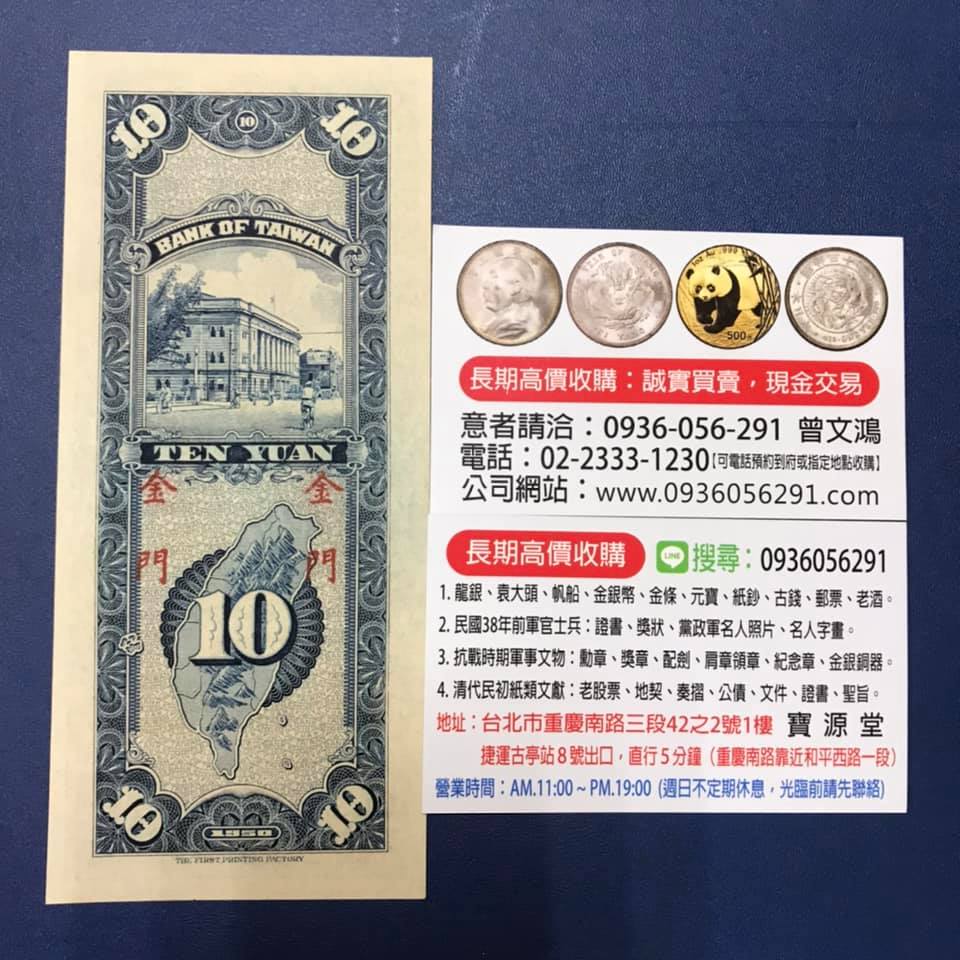 10
10
10
BANK OF TAIWAN
TEN YUAN
金 金
門 門
10
10
1950
10
THE FIRST PRINTING FACTORY
1oz Au .999
500元
長期高價收購：誠實買賣，現金交易
意者請洽：0936-056-291 曾文鴻
電話：02-2333-1230【可電話預約到府或指定地點收購】
公司網站：www.0936056291.com
長期高價收購 LINE 搜尋：0936056291
1. 龍銀、袁大頭、帆船、金銀幣、金條、元寶、紙鈔、古錢、郵票、老酒。
2. 民國38年前軍官士兵：證書、獎狀、黨政軍名人照片、名人字畫。
3. 抗戰時期軍事文物：勳章、獎章、配劍、肩章領章、紀念章、金銀銅器。
4. 清代民初紙類文獻：老股票、地契、奏摺、公債、文件、證書、聖旨。
地址：台北市重慶南路三段42之2號1樓 寶源堂
捷運古亭站8號出口，直行5分鐘（重慶南路靠近和平西路一段）
營業時間：AM.11:00 ~ PM.19:00 (週日不定期休息，光臨前請先聯絡)